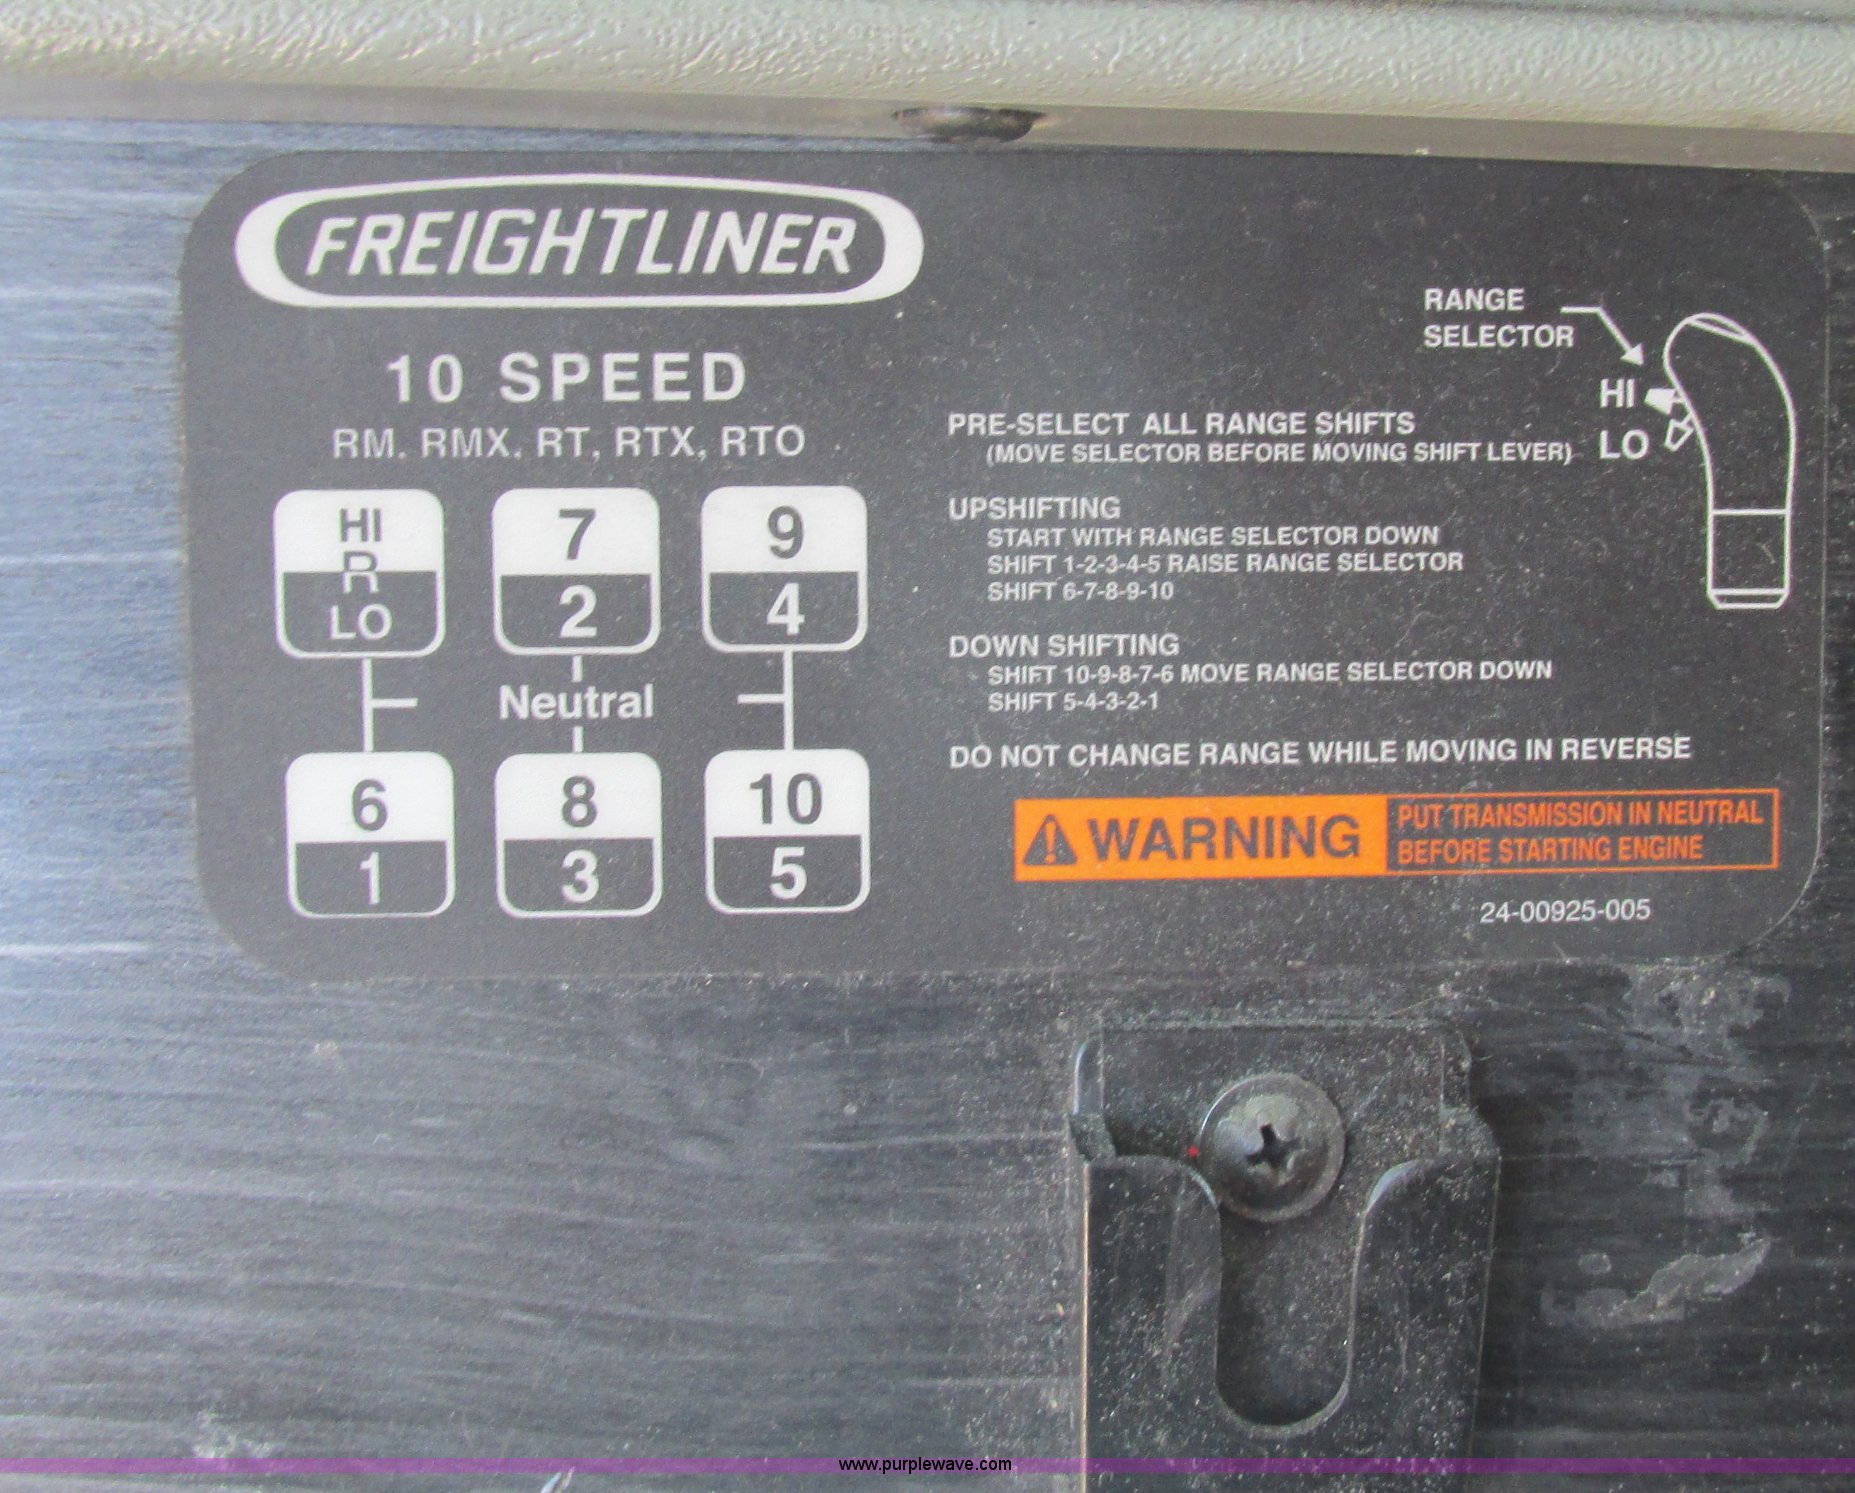 FREIGHTLINER
10 SPEED
RM, RMX, RT, RTX, RTO
HI
R
LO
7
2
9
4
Neutral
6
1
8
3
10
5
RANGE
SELECTOR
HI
LO
PRE-SELECT ALL RANGE SHIFTS
(MOVE SELECTOR BEFORE MOVING SHIFT LEVER)
UPSHIFTING
START WITH RANGE SELECTOR DOWN
SHIFT 1-2-3-4-5 RAISE RANGE SELECTOR
SHIFT 6-7-8-9-10
DOWN SHIFTING
SHIFT 10-9-8-7-6 MOVE RANGE SELECTOR DOWN
SHIFT 5-4-3-2-1
DO NOT CHANGE RANGE WHILE MOVING IN REVERSE
WARNING
PUT TRANSMISSION IN NEUTRAL
BEFORE STARTING ENGINE
24-00925-005
www.purplewave.com